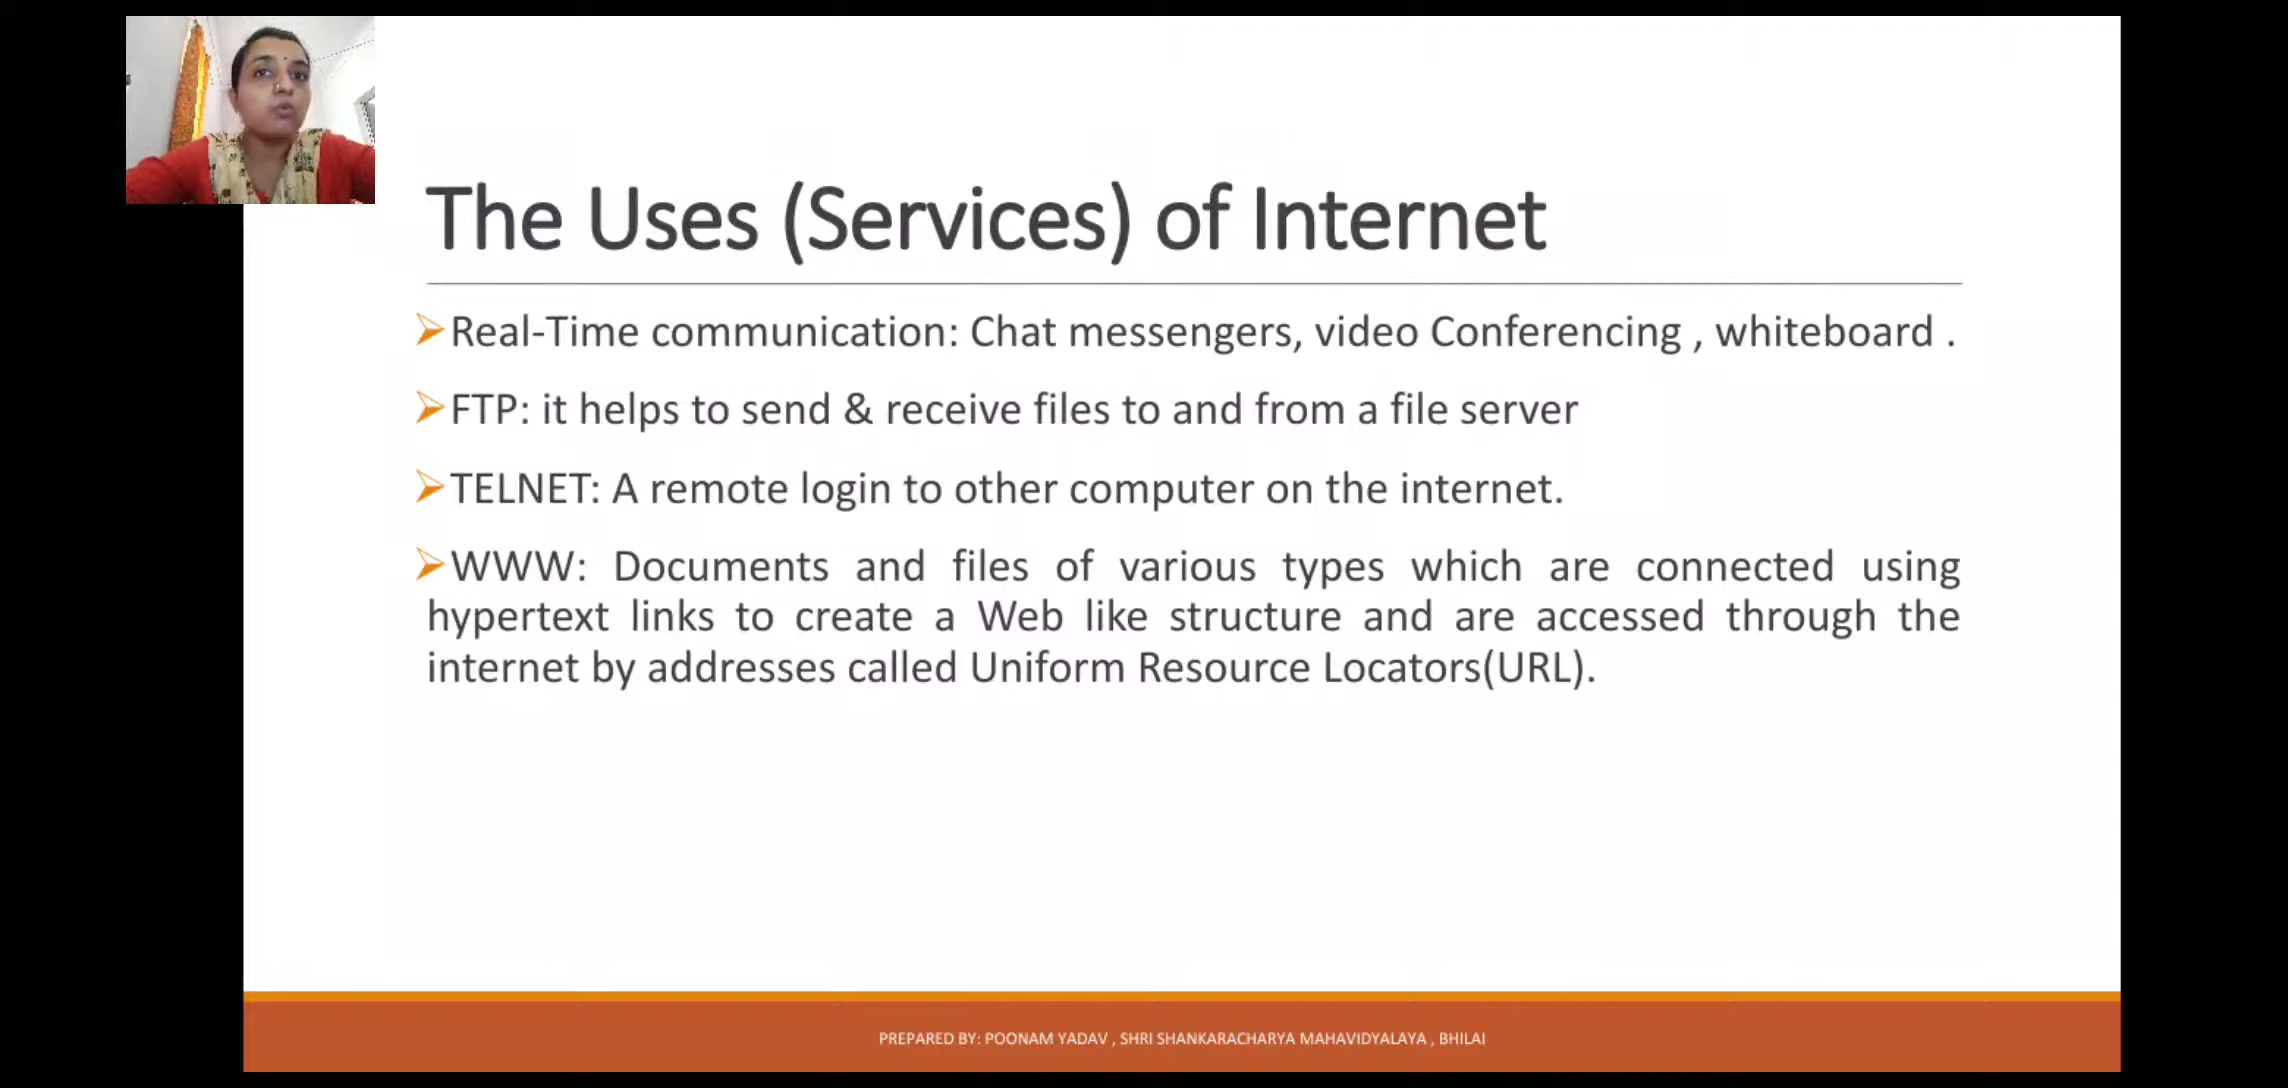 The Uses (Services) of Internet
Real-Time communication: Chat messengers, video Conferencing , whiteboard .
FTP: it helps to send & receive files to and from a file server
TELNET: A remote login to other computer on the internet.
WWW: Documents and files of various types which are connected using
hypertext links to create a Web like structure and are accessed through the
internet by addresses called Uniform Resource Locators(URL).
PREPARED BY: POONAM YADAV , SHRI SHANKARACHARYA MAHAVIDYALAYA , BHILAI